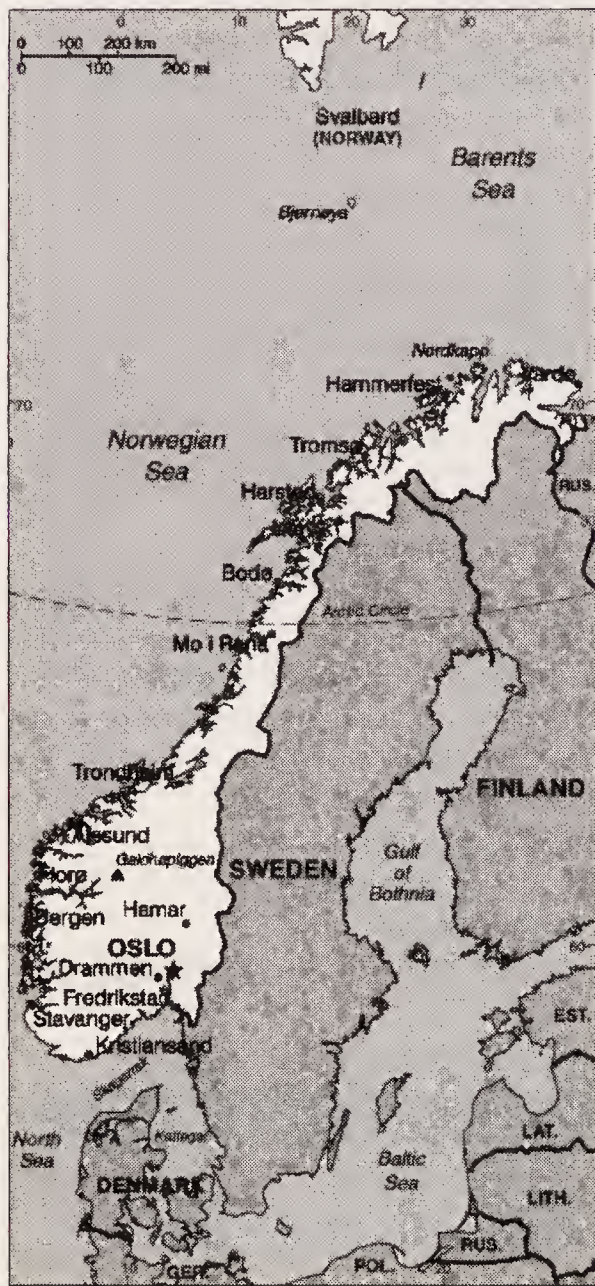 10 20 30
0 100 200 km
0 100 200 mi
Svalbard
(NORWAY)
Barents
Sea
Bjørnøya
Nordkapp
Hammerfest
70 70
Norwegian
Sea
Tromsø
Harstad
RUS.
Bodø
Arctic Circle
Mo i Rana
Trondheim
FINLAND
Ålesund
Galdhøpiggen
SWEDEN
Gulf
of
Bothnia
Florø
Bergen
Hamar
OSLO
60
Drammen
Fredrikstad
EST.
Stavanger
Kristiansand
Skagerrak
North
Sea
Kattegat
LAT.
Baltic
Sea
DENMARK
LITH.
RUS.
GER.
POL.